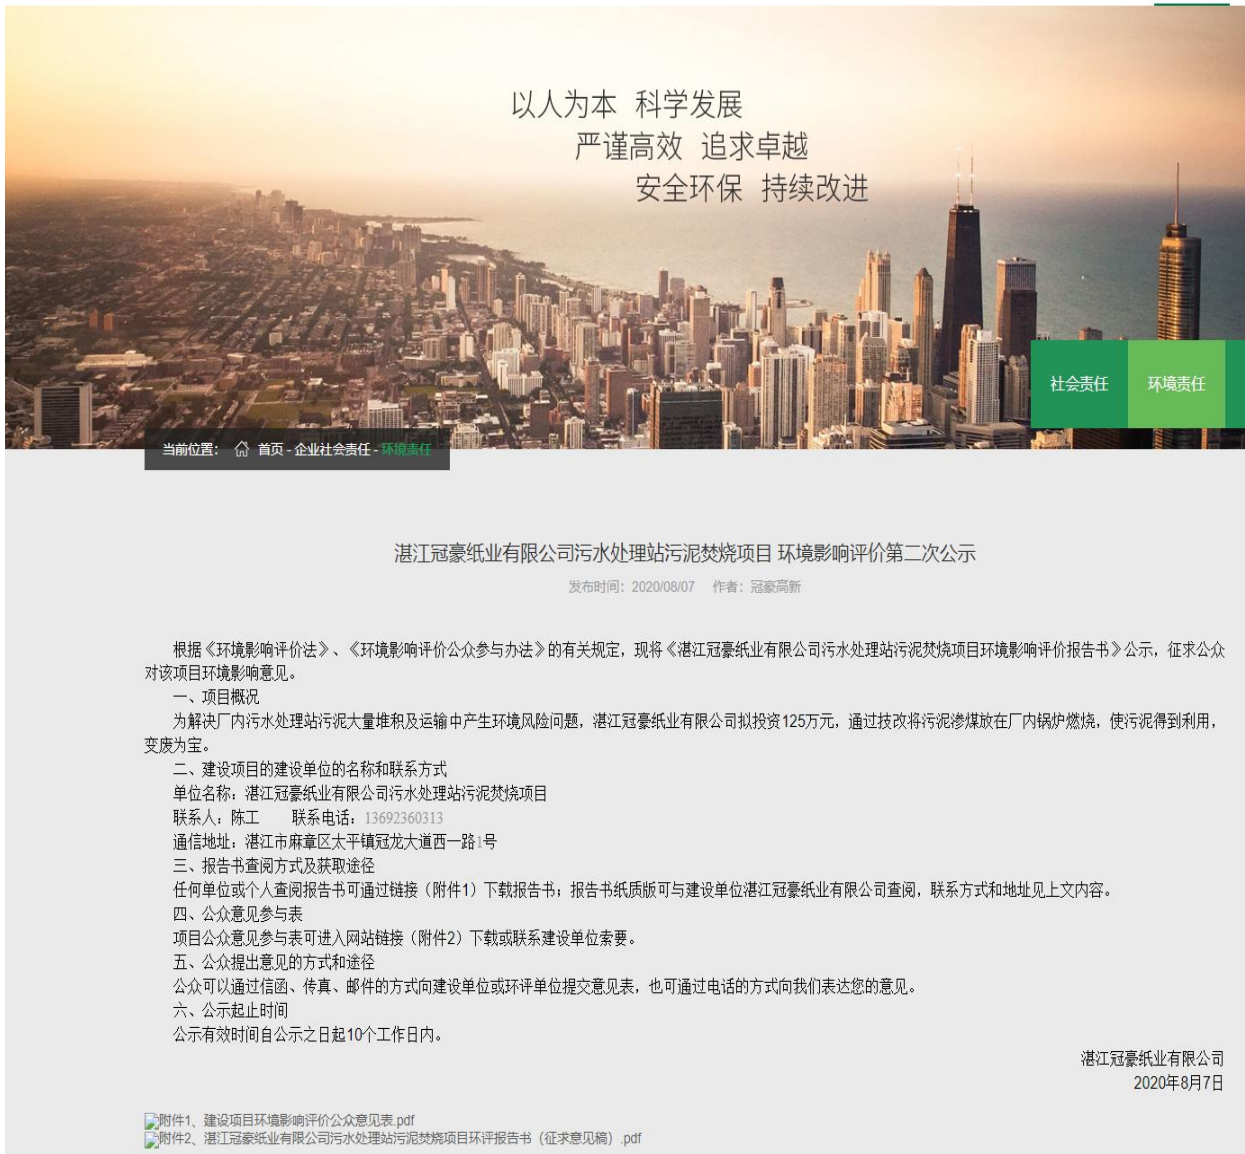 以人为本 科学发展
严谨高效 追求卓越
安全环保 持续改进
社会责任 环境责任
当前位置： 首页 - 企业社会责任 - 环境责任
湛江冠豪纸业有限公司污水处理站污泥焚烧项目 环境影响评价第二次公示
发布时间：2020/08/07 作者：冠豪高新
根据《环境影响评价法》、《环境影响评价公众参与办法》的有关规定，现将《湛江冠豪纸业有限公司污水处理站污泥焚烧项目环境影响评价报告书》公示，征求公众
对该项目环境影响意见。
一、项目概况
为解决厂内污水处理站污泥大量堆积及运输中产生环境风险问题，湛江冠豪纸业有限公司拟投资125万元，通过技改将污泥渗煤放在厂内锅炉燃烧，使污泥得到利用，
变废为宝。
二、建设项目的建设单位的名称和联系方式
单位名称：湛江冠豪纸业有限公司污水处理站污泥焚烧项目
联系人：陈工 联系电话：13692360313
通信地址：湛江市麻章区太平镇冠龙大道西一路1号
三、报告书查阅方式及获取途径
任何单位或个人查阅报告书可通过链接（附件1）下载报告书；报告书纸质版可与建设单位湛江冠豪纸业有限公司查阅，联系方式和地址见上文内容。
四、公众意见参与表
项目公众意见参与表可进入网站链接（附件2）下载或联系建设单位索要。
五、公众提出意见的方式和途径
公众可以通过信函、传真、邮件的方式向建设单位或环评单位提交意见表，也可通过电话的方式向我们表达您的意见。
六、公示起止时间
公示有效时间自公示之日起10个工作日内。
湛江冠豪纸业有限公司
2020年8月7日
附件1、建设项目环境影响评价公众意见表.pdf
附件2、湛江冠豪纸业有限公司污水处理站污泥焚烧项目环评报告书（征求意见稿）.pdf